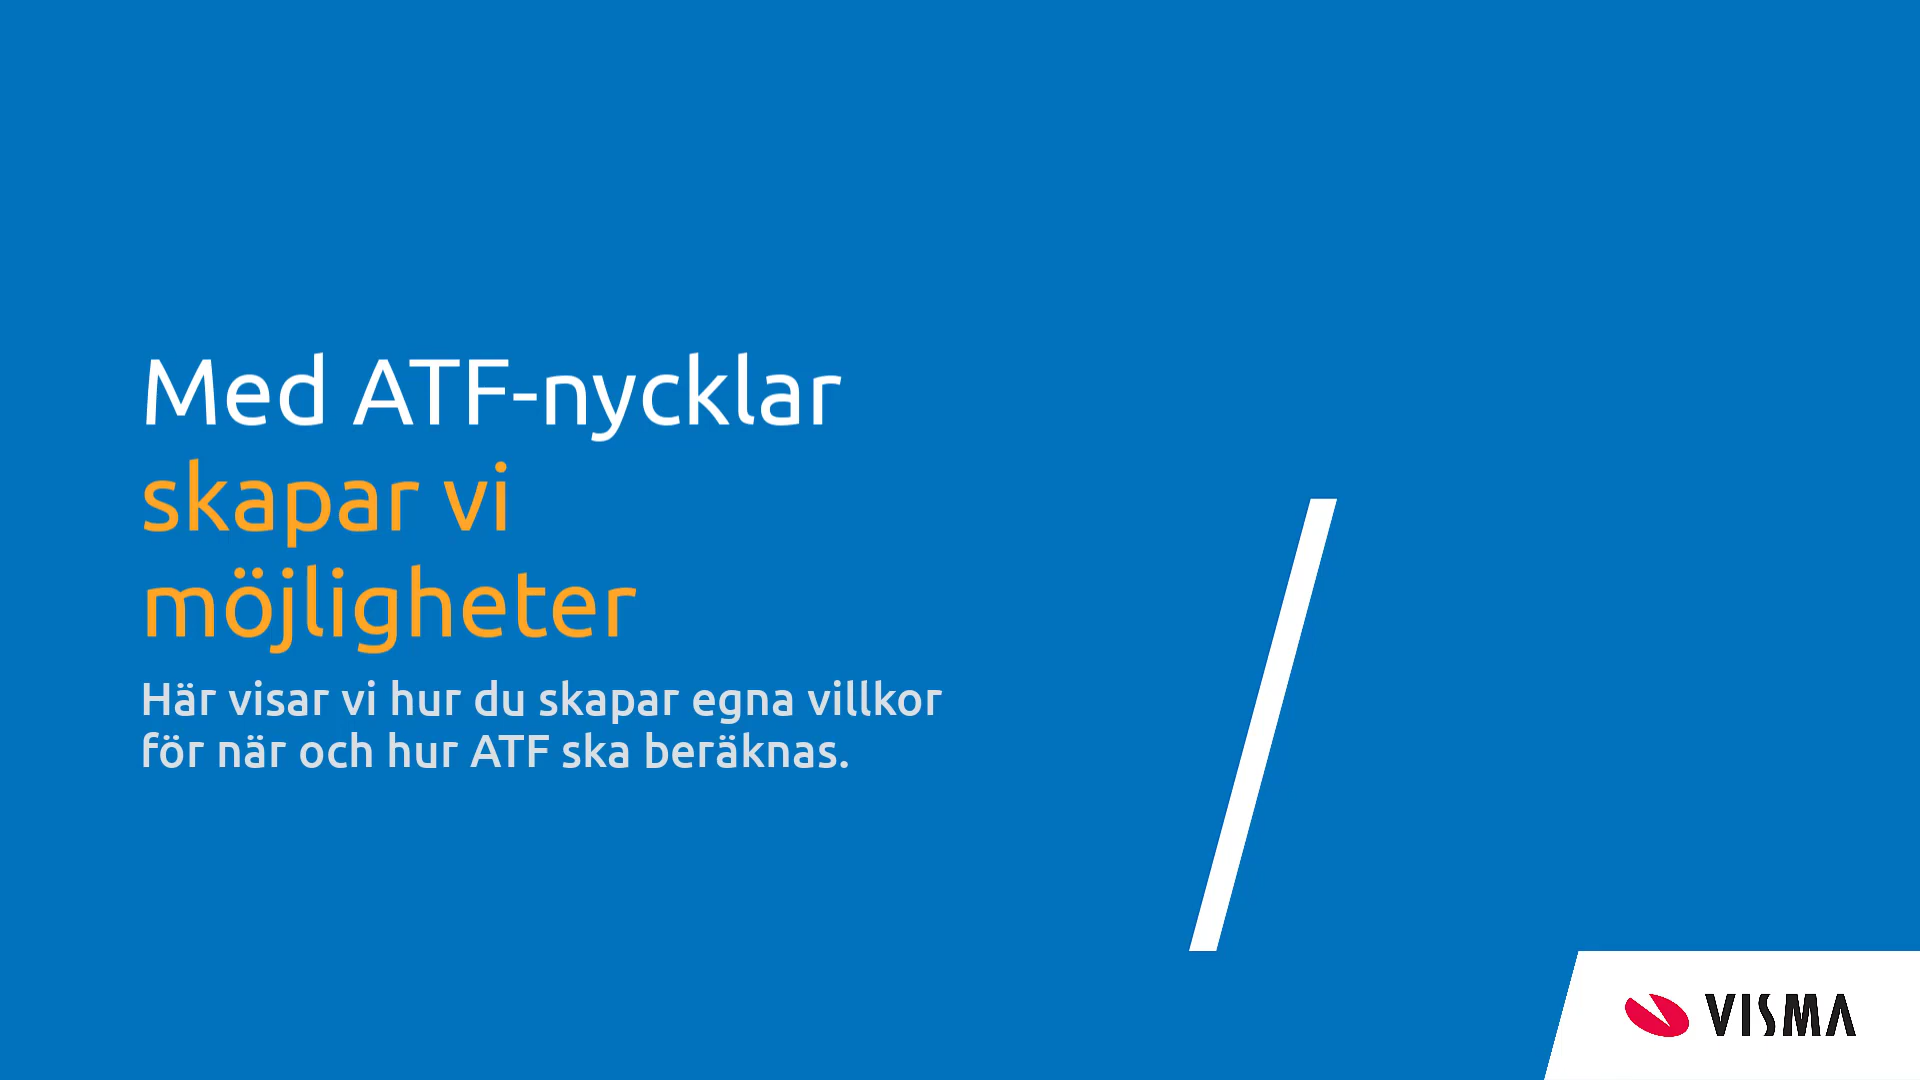 Med ATF-nycklar
skapar vi
möjligheter
Här visar vi hur du skapar egna villkor
för när och hur ATF ska beräknas.
VISMA